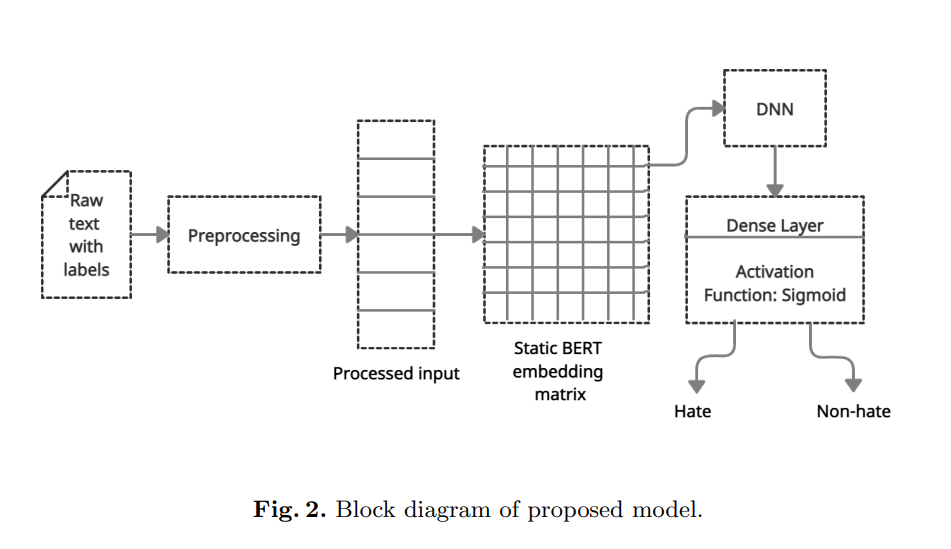 Raw
text
with
labels
Preprocessing
Processed input
Static BERT
embedding
matrix
DNN
Dense Layer
Activation
Function: Sigmoid
Hate
Non-hate
Fig. 2. Block diagram of proposed model.